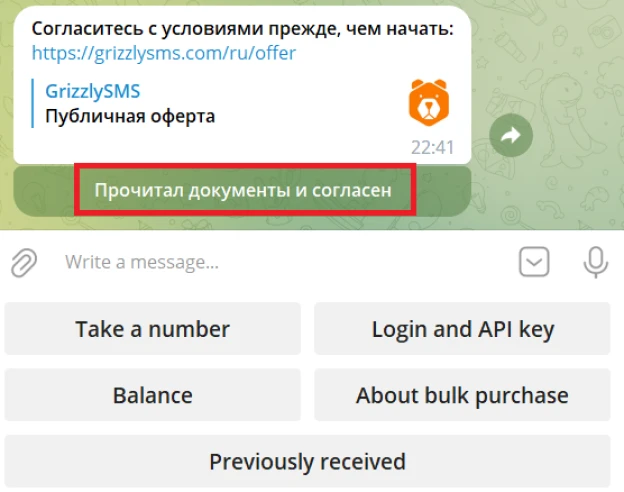 Согласитесь с условиями прежде, чем начать:
https://grizzlysms.com/ru/offer
GrizzlySMS
Публичная оферта
22:41
Прочитал документы и согласен
Write a message...
Take a number
Login and API key
Balance
About bulk purchase
Previously received